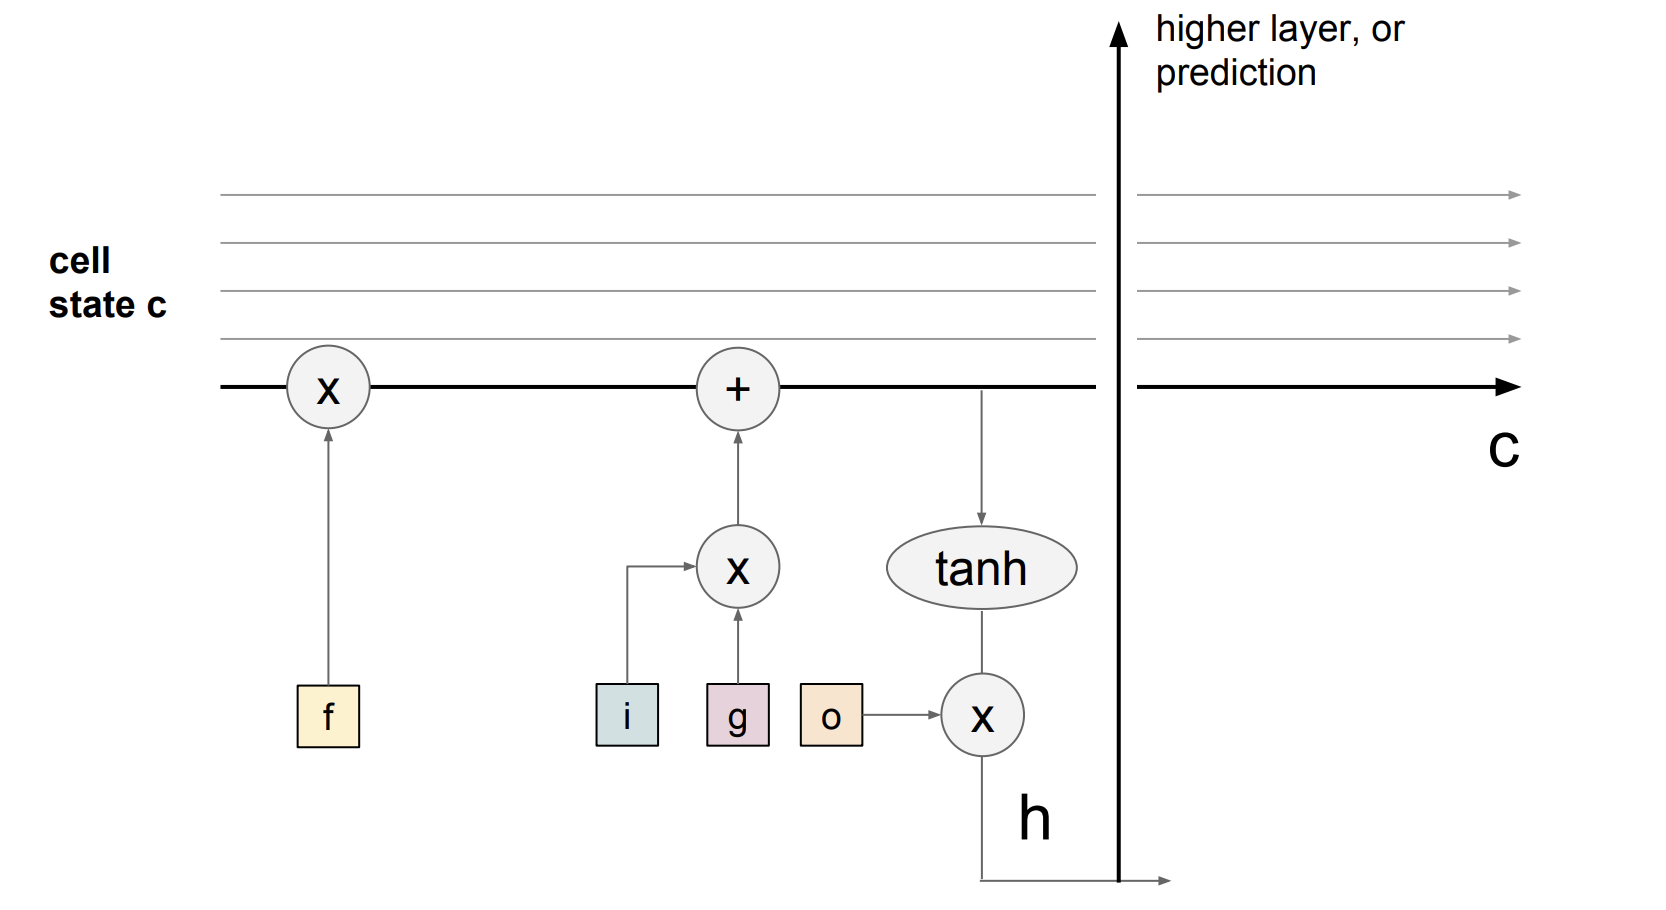 higher layer, or
prediction
cell
state c
x
+
c
x
tanh
f
i
g
o
x
h